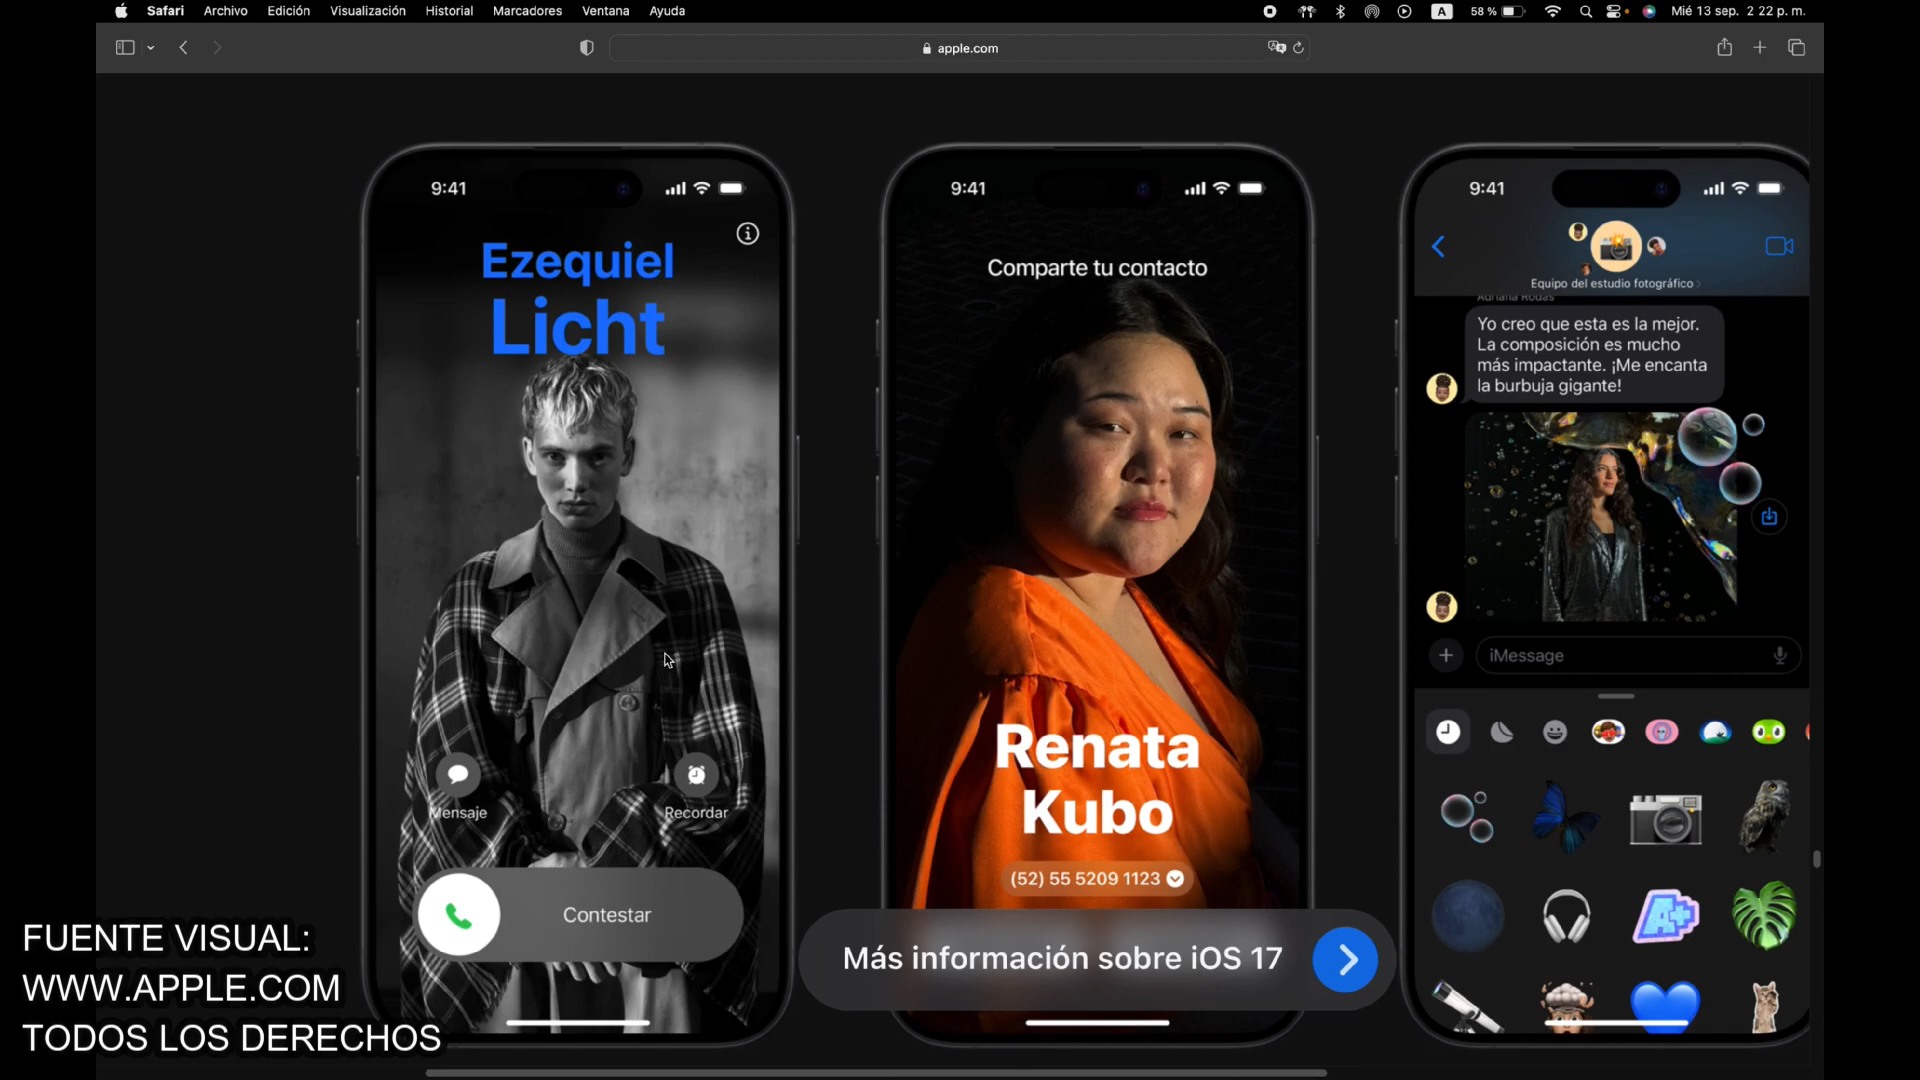 Safari Archivo Edición Visualización Historial Marcadores Ventana Ayuda
A 58 % Mié 13 sep. 2 22 p. m.
apple.com
9:41
Ezequiel
Licht
Mensaje Recordar
Contestar
9:41
Comparte tu contacto
Renata
Kubo
(52) 55 5209 1123
Más información sobre iOS 17
9:41
Equipo del estudio fotográfico
Adriana Rodas
Yo creo que esta es la mejor.
La composición es mucho
más impactante. ¡Me encanta
la burbuja gigante!
iMessage
A+
FUENTE VISUAL:
WWW.APPLE.COM
TODOS LOS DERECHOS